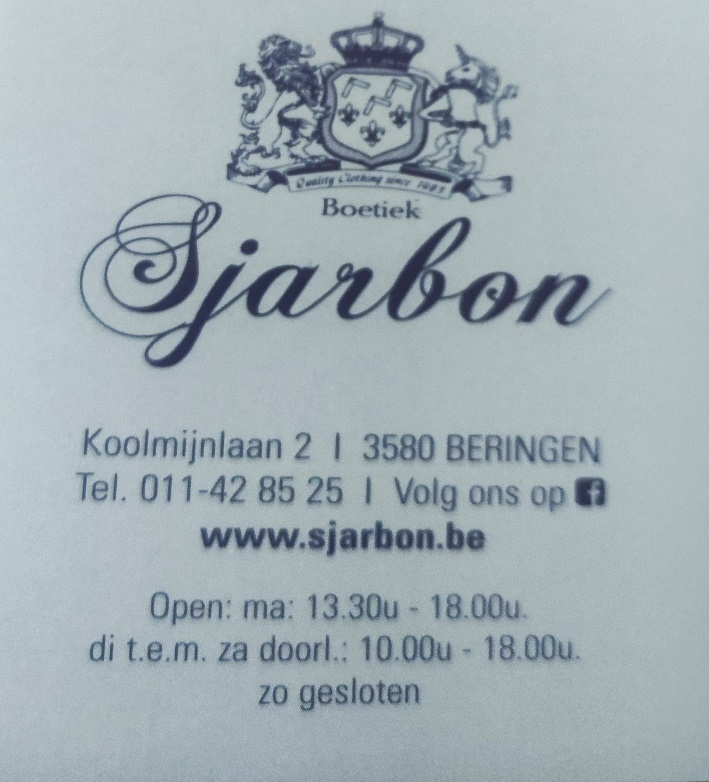 Quality Clothing since
Boetiek
Sjarbon
Koolmijnlaan 2 | 3580 BERINGEN
Tel. 011-42 85 25 | Volg ons op
www.sjarbon.be
Open: ma: 13.30u - 18.00u.
di t.e.m. za doorl.: 10.00u - 18.00u.
zo gesloten